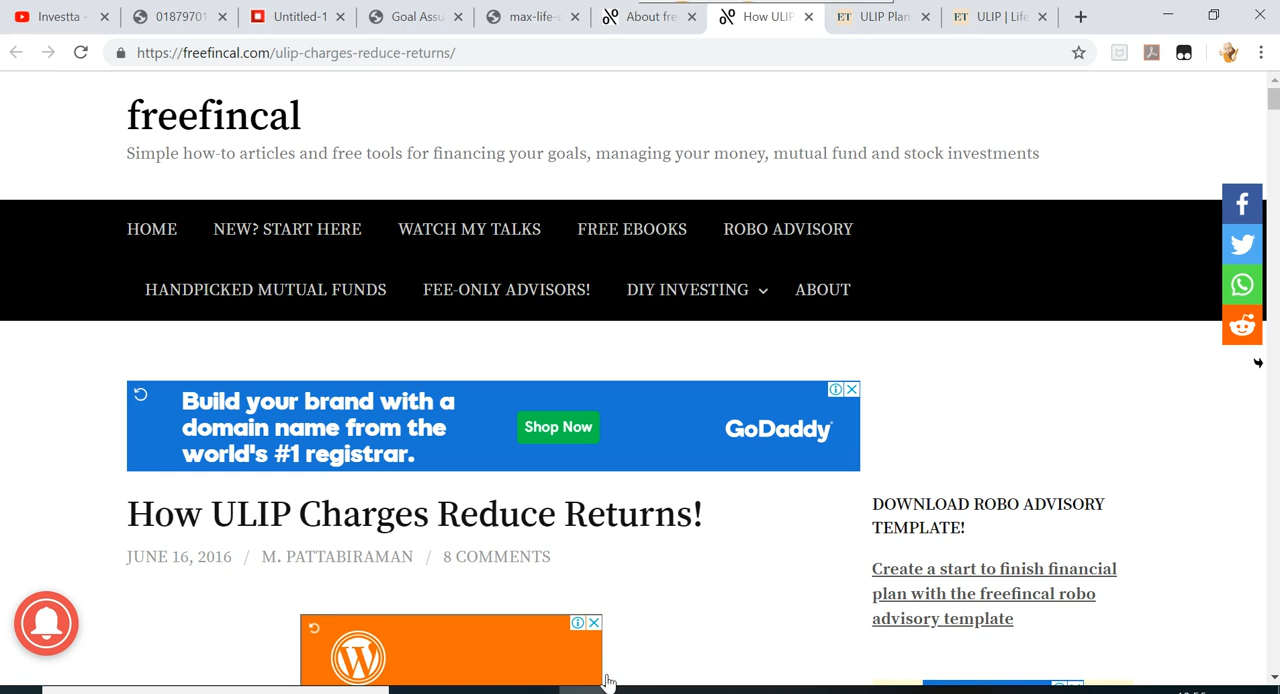 Investta
01879701
Untitled-1
Goal Assu
max-life-
About fre
How ULIP
ET ULIP Plan
ET ULIP | Life
https://freefincal.com/ulip-charges-reduce-returns/
freefincal
Simple how-to articles and free tools for financing your goals, managing your money, mutual fund and stock investments
HOME NEW? START HERE WATCH MY TALKS FREE EBOOKS ROBO ADVISORY
HANDPICKED MUTUAL FUNDS FEE-ONLY ADVISORS! DIY INVESTING ABOUT
Build your brand with a
domain name from the
world's #1 registrar.
Shop Now
GoDaddy
How ULIP Charges Reduce Returns!
JUNE 16, 2016 / M. PATTABIRAMAN / 8 COMMENTS
DOWNLOAD ROBO ADVISORY
TEMPLATE!
Create a start to finish financial
plan with the freefincal robo
advisory template